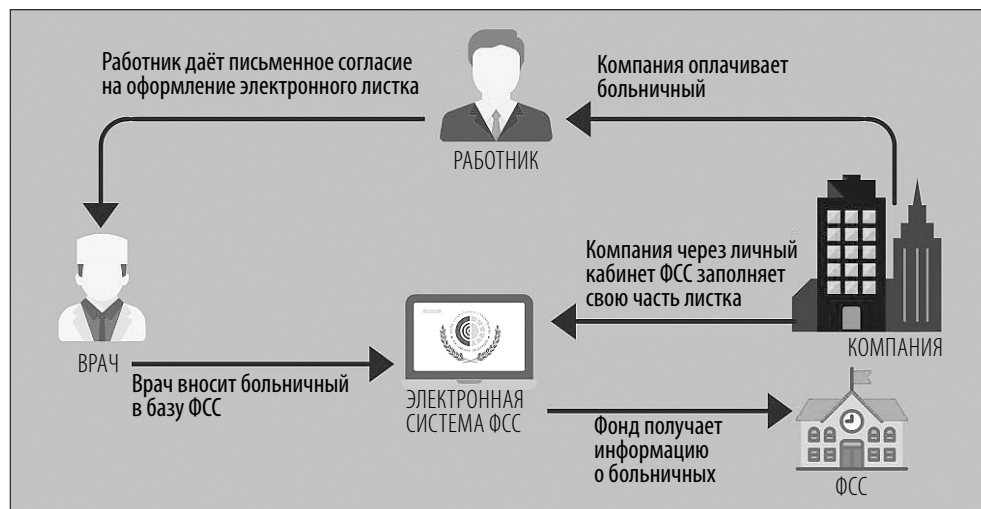 Работник даёт письменное согласие
на оформление электронного листка
Компания оплачивает
больничный
РАБОТНИК
Компания через личный
кабинет ФСС заполняет
свою часть листка
ВРАЧ
КОМПАНИЯ
Врач вносит больничный
в базу ФСС
ЭЛЕКТРОННАЯ
СИСТЕМА ФСС
Фонд получает
информацию
о больничных
ФСС